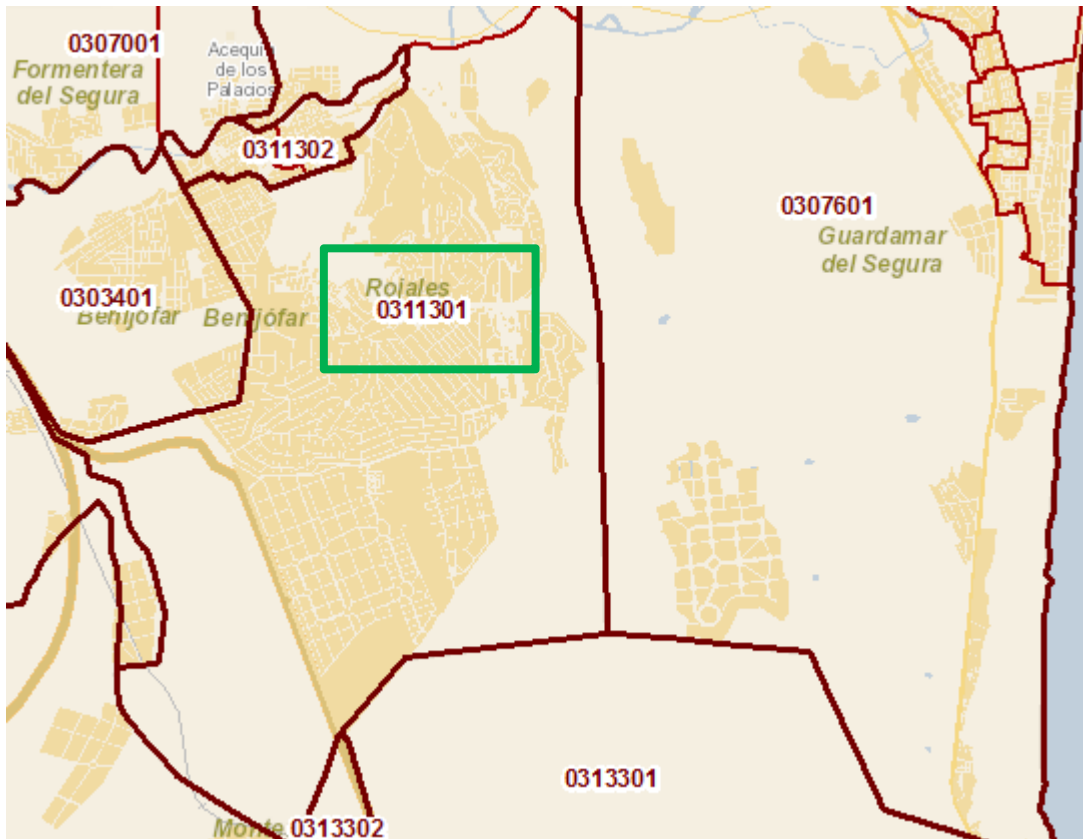 0307001
Formentera
del Segura
Acequia
de los
Palacios
0311302
0307601
Guardamar
del Segura
Rojales
0311301
0303401
Benijófar
Benijófar
0313301
Monte
0313302